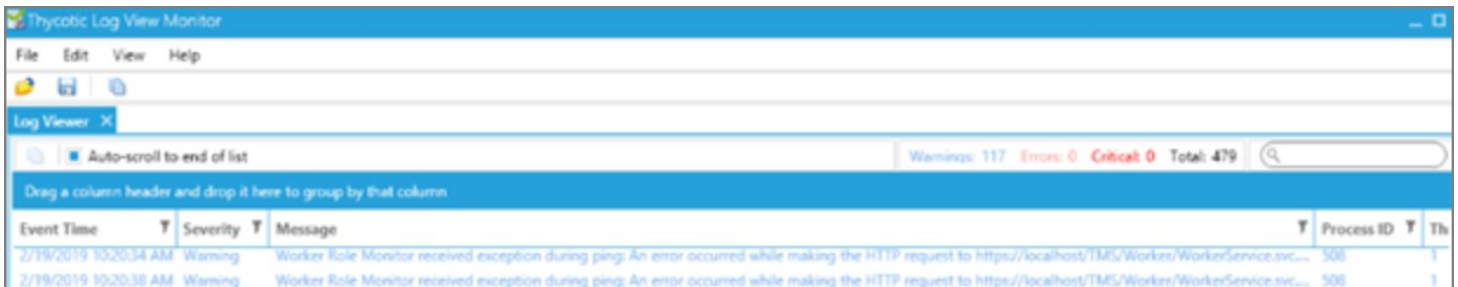 Thycotic Log View Monitor
File Edit View Help
Log Viewer
Auto-scroll to end of list Warnings: 117 Errors: 0 Critical: 0 Total: 479
Drag a column header and drop it here to group by that column
Event Time Severity Message Process ID Th
2/19/2019 10:20:34 AM Warning Worker Role Monitor received exception during ping: An error occurred while making the HTTP request to https://localhost/TMS/Worker/WorkerService.svc.... 508 1
2/19/2019 10:20:38 AM Warning Worker Role Monitor received exception during ping: An error occurred while making the HTTP request to https://localhost/TMS/Worker/WorkerService.svc.... 508 1